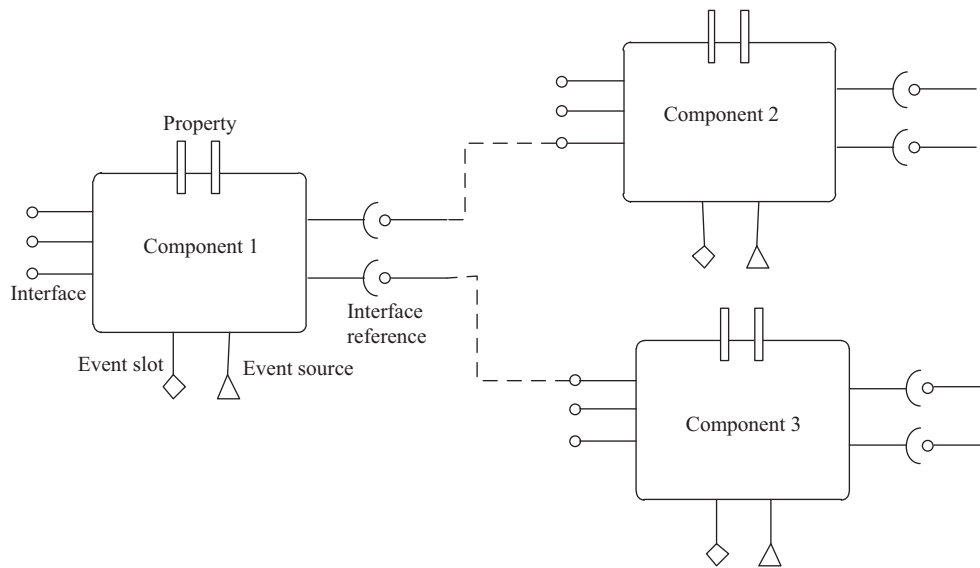 Property
Component 1
Interface
Event slot
Event source
Interface
reference
Component 2
Component 3